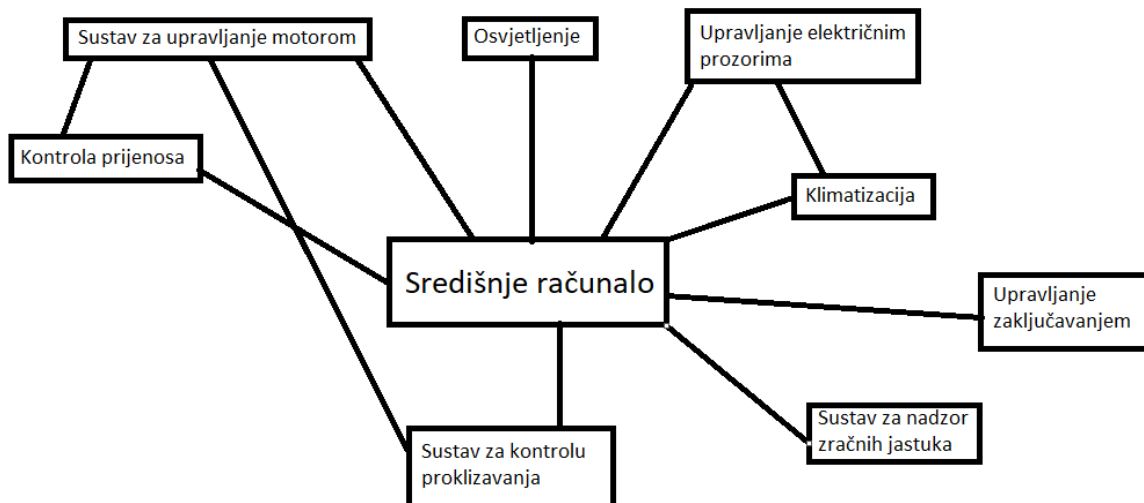 Sustav za upravljanje motorom
Osvjetljenje
Upravljanje električnim
prozorima
Kontrola prijenosa
Klimatizacija
Središnje računalo
Upravljanje
zaključavanjem
Sustav za nadzor
zračnih jastuka
Sustav za kontrolu
proklizavanja